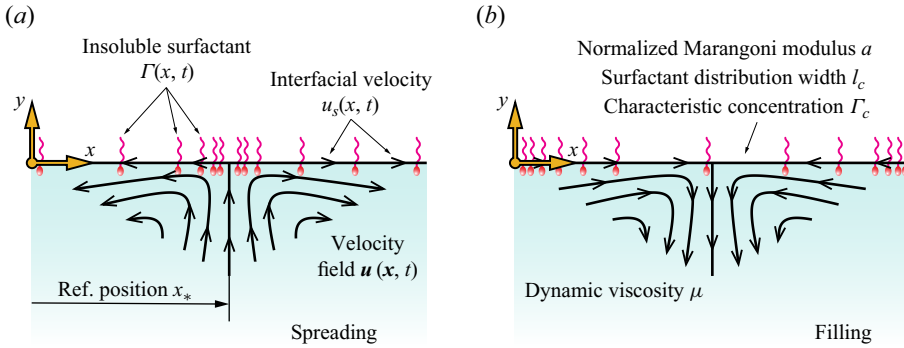 (a)
Insoluble surfactant
Γ(x, t)
Interfacial velocity
u_s(x, t)
y
x
Velocity
field u (x, t)
Ref. position x_*
Spreading
(b)
Normalized Marangoni modulus a
Surfactant distribution width l_c
Characteristic concentration Γ_c
y
x
Dynamic viscosity μ
Filling